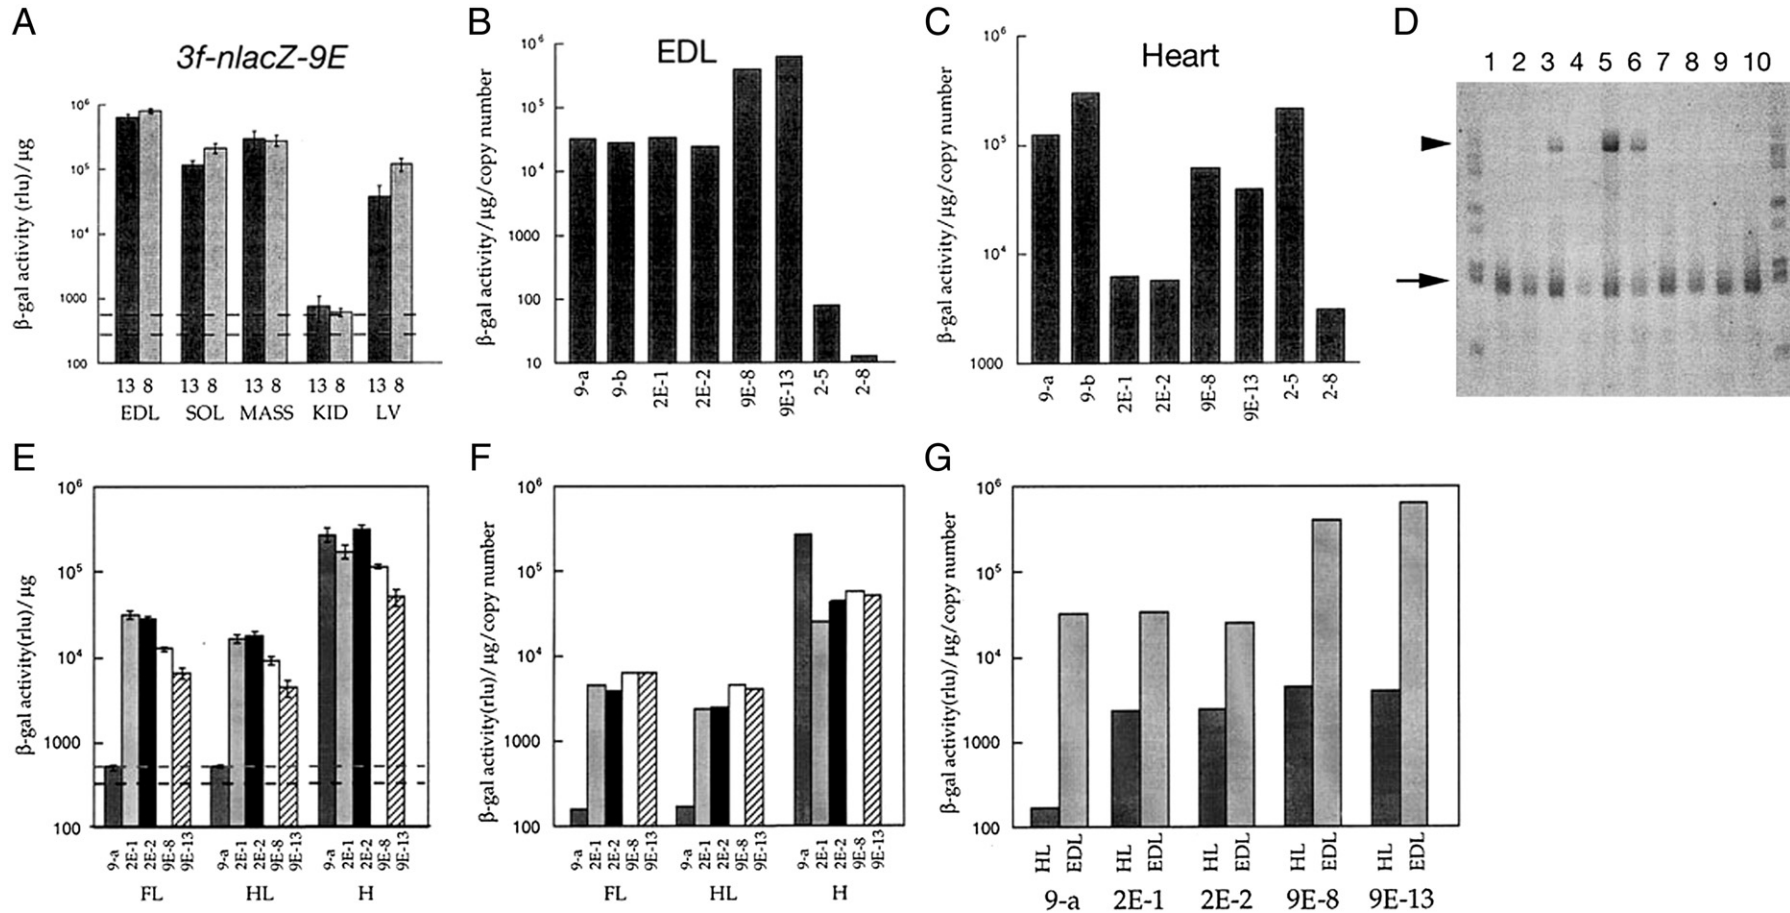 A
3f-nlacZ-9E
β-gal activity (rlu)/μg
10⁶
10⁵
10⁴
1000
100
13 8 13 8 13 8 13 8 13 8
EDL SOL MASS KID LV
B
EDL
β-gal activity/μg/copy number
10⁶
10⁵
10⁴
1000
100
10
9-a 9-b 2E-1 2E-2 9E-8 9E-13 2-5 2-8
C
Heart
β-gal activity/μg/copy number
10⁶
10⁵
10⁴
1000
9-a 9-b 2E-1 2E-2 9E-8 9E-13 2-5 2-8
D
1 2 3 4 5 6 7 8 9 10
E
β-gal activity(rlu)/μg
10⁶
10⁵
10⁴
1000
100
9-a 2E-1 2E-2 9E-8 9E-13 9-a 2E-1 2E-2 9E-8 9E-13 9-a 2E-1 2E-2 9E-8 9E-13
FL HL H
F
β-gal activity(rlu)/μg/copy number
10⁶
10⁵
10⁴
1000
100
9-a 2E-1 2E-2 9E-8 9E-13 9-a 2E-1 2E-2 9E-8 9E-13 9-a 2E-1 2E-2 9E-8 9E-13
FL HL H
G
β-gal activity(rlu)/μg/copy number
10⁶
10⁵
10⁴
1000
100
HL EDL HL EDL HL EDL HL EDL HL EDL
9-a 2E-1 2E-2 9E-8 9E-13